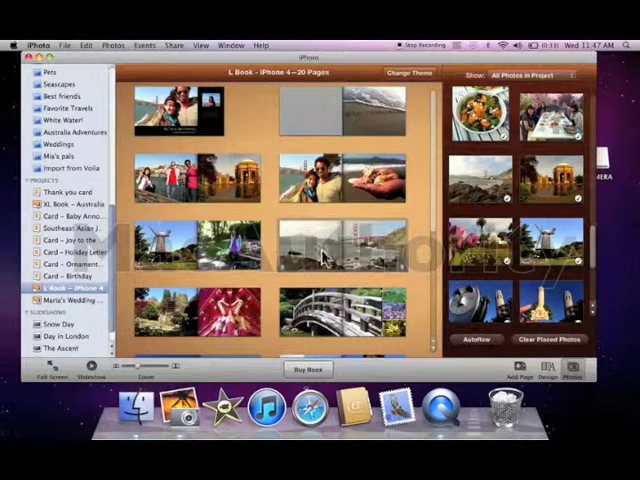 iPhoto File Edit Photos Events Share View Window Help Stop Recording (0:33) Wed 11:47 AM
iPhoto
L Book - iPhone 4—20 Pages Change Theme Show: All Photos in Project
Pets
Seascapes
Best friends
Favorite Travels
White Water!
Australia Adventures
Weddings
Mia's pals
Import from Voila
PROJECTS
Thank you card
XL Book – Australia
Card – Baby Anno...
Southeast Asian J...
Card – Joy to the
Card – Holiday Letter
Card – Ornament...
Card – Birthday
L Book – iPhone 4
Maria's Wedding ...
SLIDESHOWS
Snow Day
Day in London
The Ascent
Autoflow Clear Placed Photos
Full Screen Slideshow Zoom Buy Book Add Page Design Photos
MERA